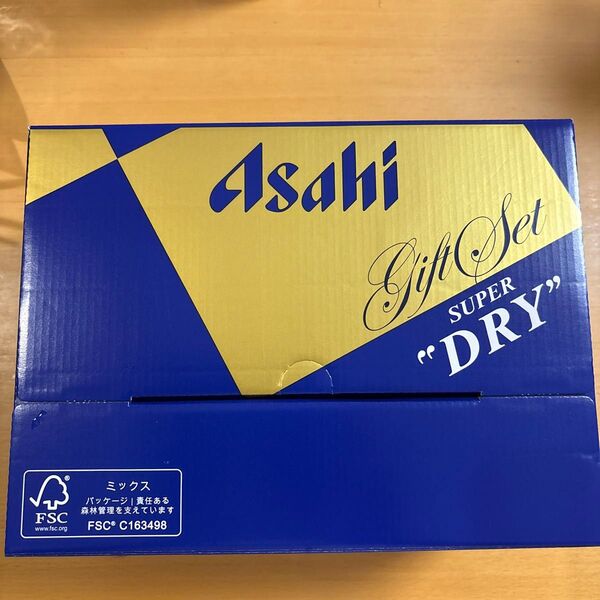 Asahi
Gift Set
SUPER
"DRY"
ミックス
パッケージ | 責任ある
森林管理を支えています
FSC® C163498
FSC
www.fsc.org